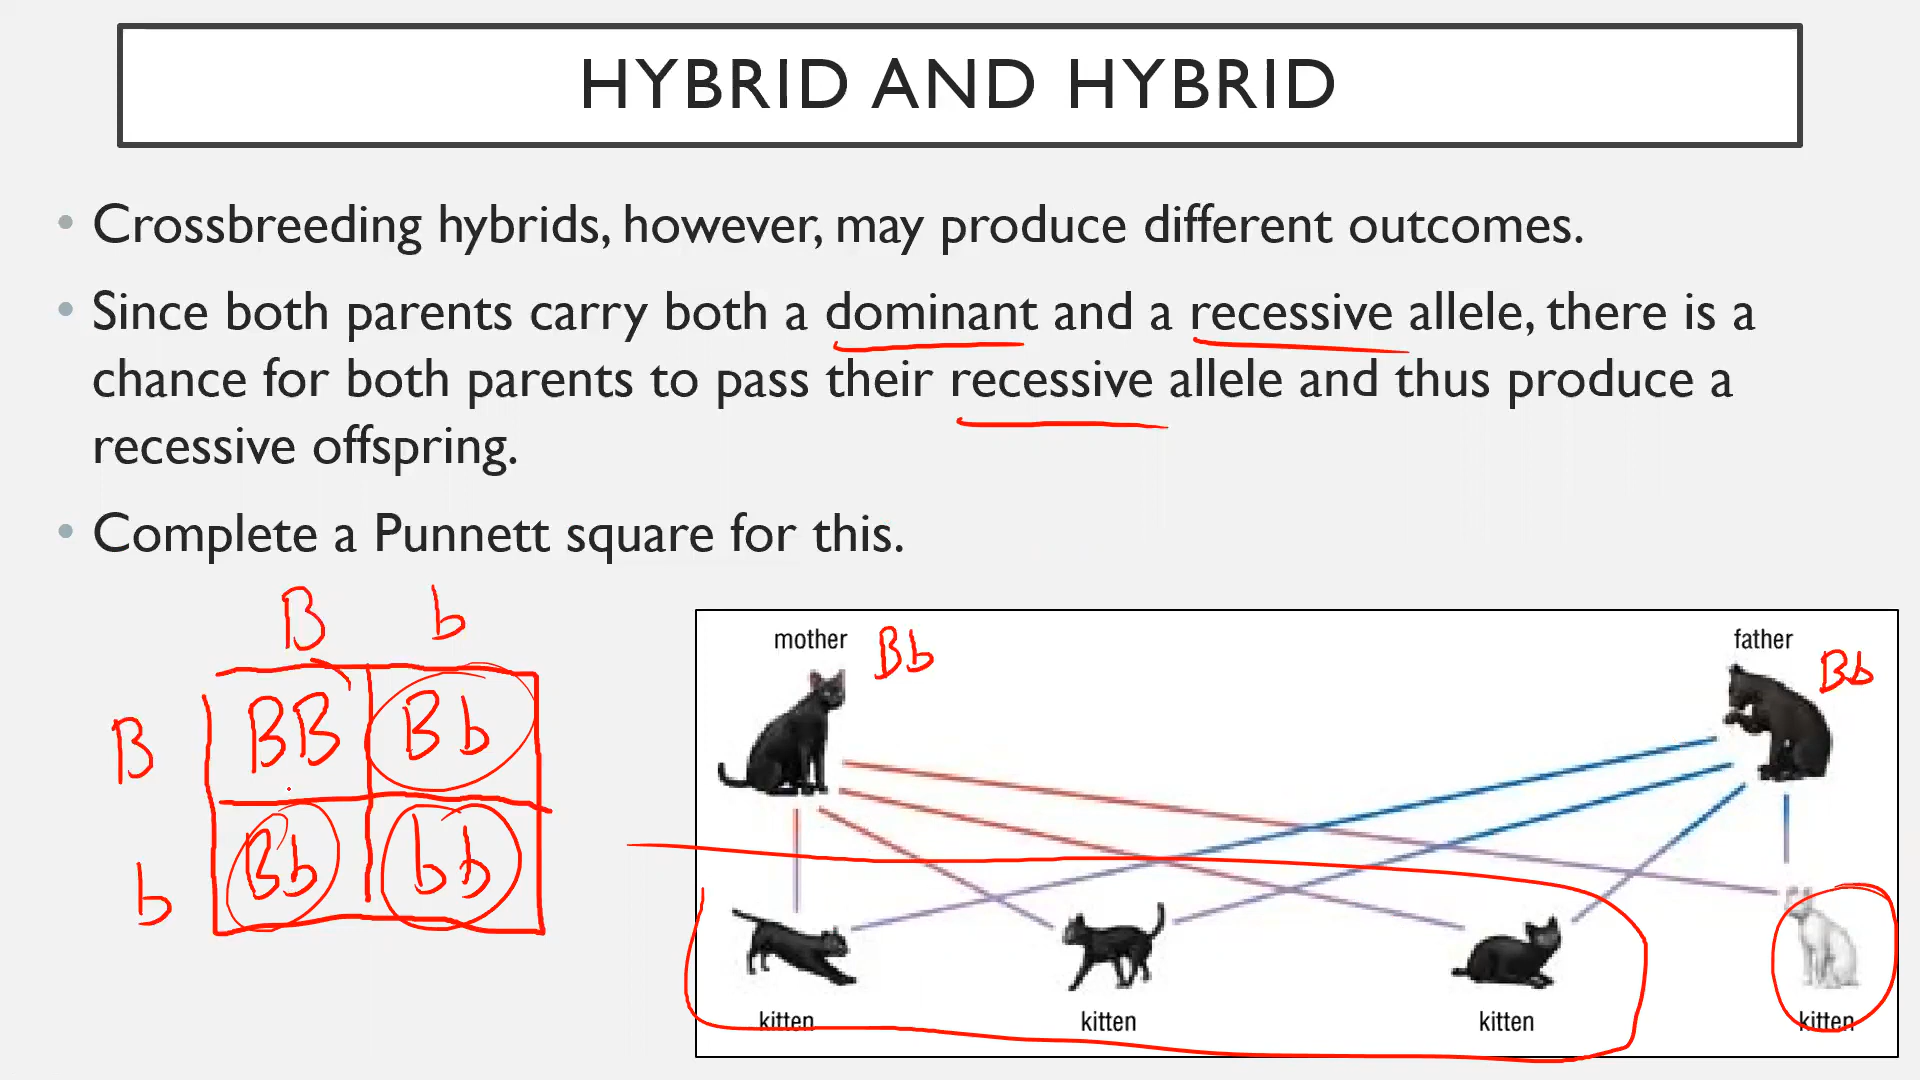 HYBRID AND HYBRID
• Crossbreeding hybrids, however, may produce different outcomes.
• Since both parents carry both a dominant and a recessive allele, there is a
chance for both parents to pass their recessive allele and thus produce a
recessive offspring.
• Complete a Punnett square for this.
B b
B BB Bb
b Bb bb
mother Bb father Bb
kitten kitten kitten kitten